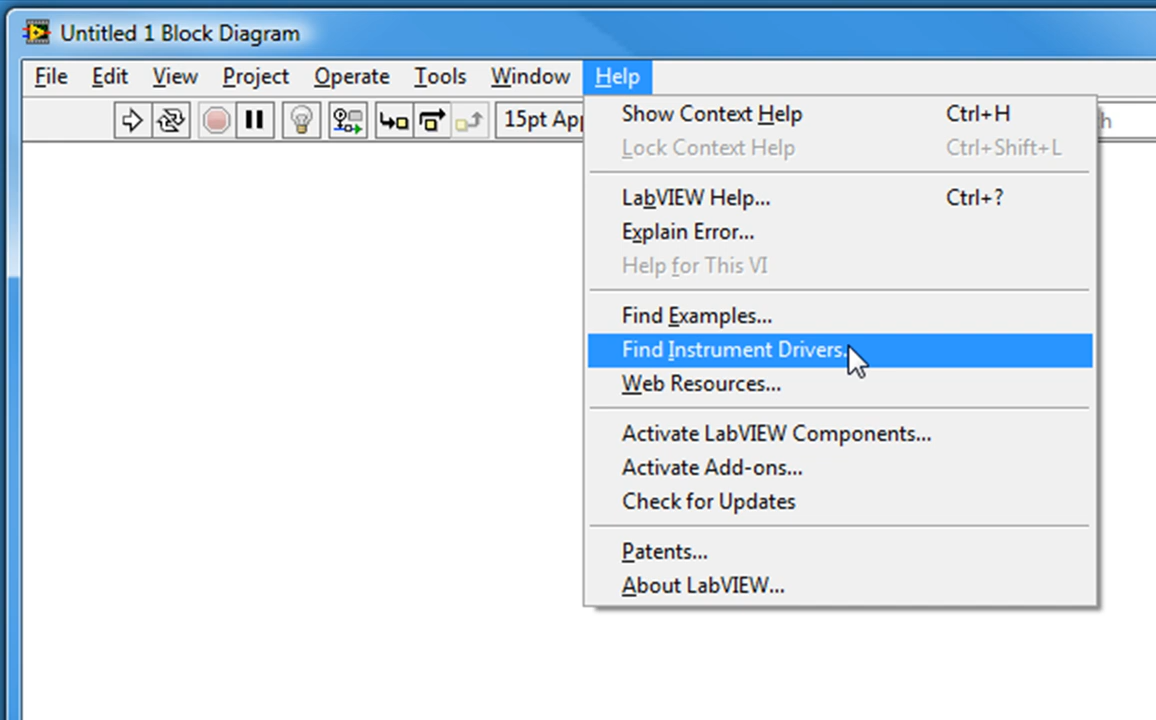 Untitled 1 Block Diagram
File Edit View Project Operate Tools Window Help
15pt App
Show Context Help Ctrl+H
Lock Context Help Ctrl+Shift+L
LabVIEW Help... Ctrl+?
Explain Error...
Help for This VI
Find Examples...
Find Instrument Drivers.
Web Resources...
Activate LabVIEW Components...
Activate Add-ons...
Check for Updates
Patents...
About LabVIEW...